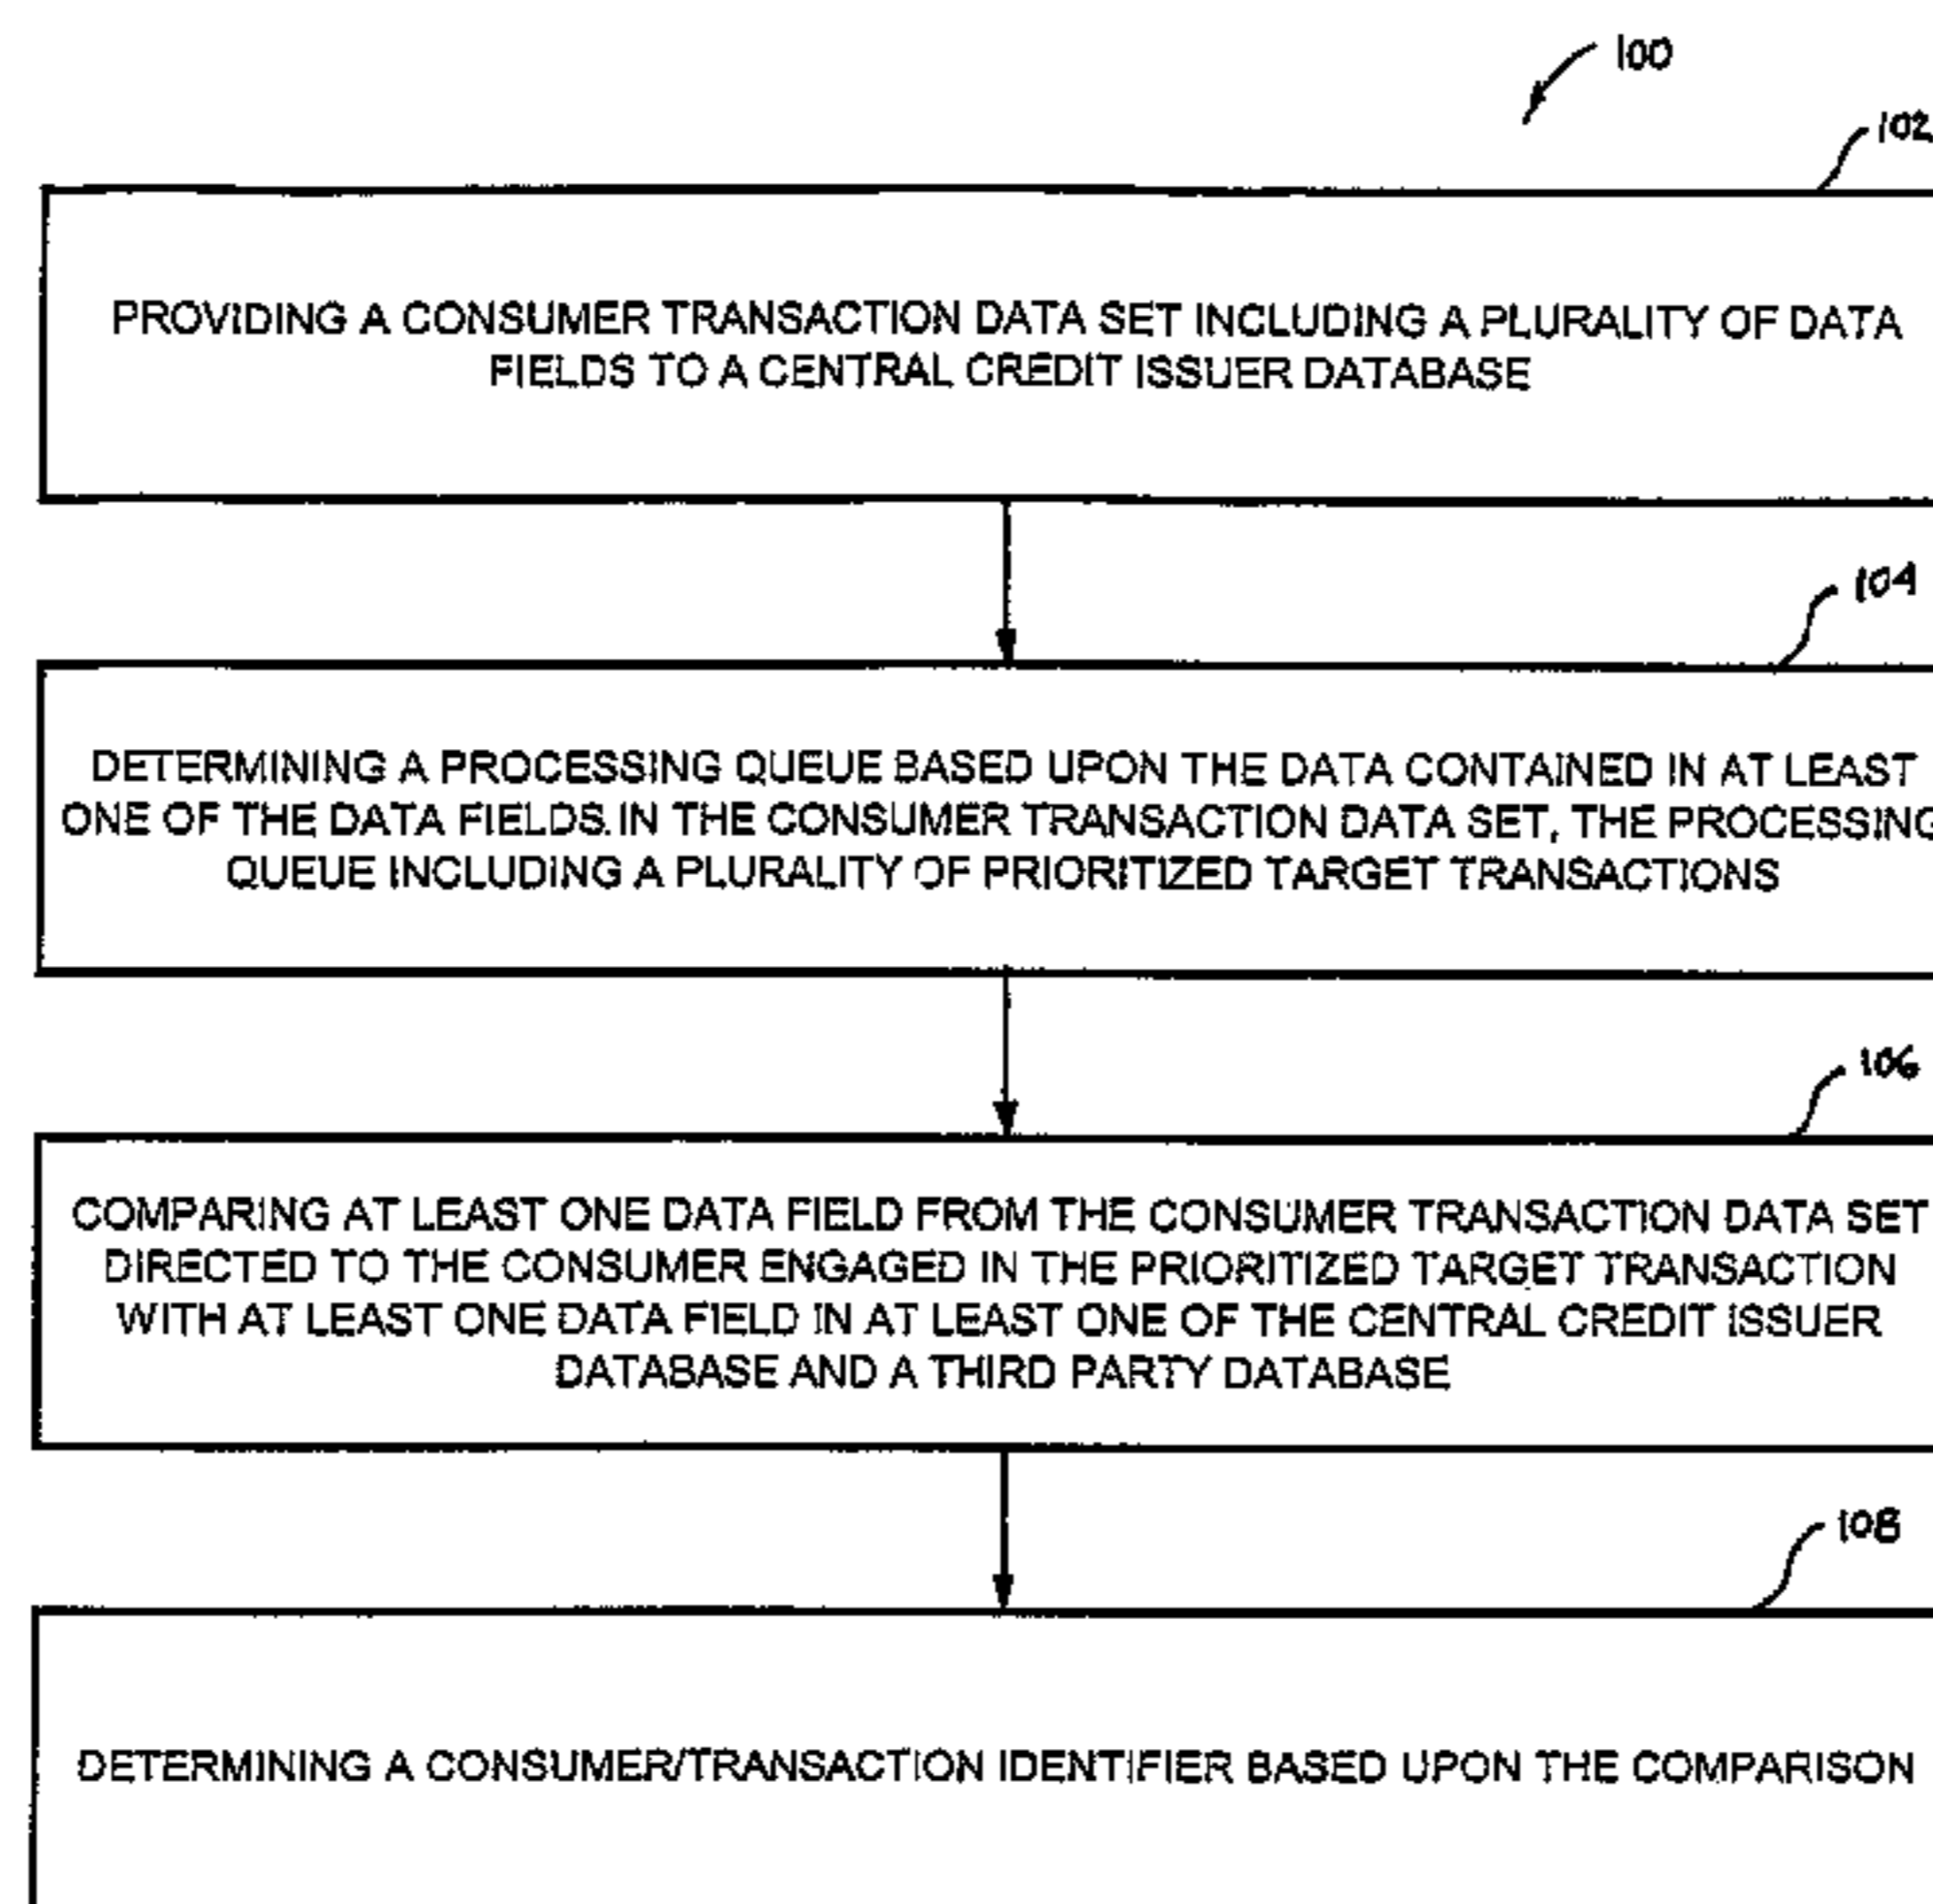 100
102
PROVIDING A CONSUMER TRANSACTION DATA SET INCLUDING A PLURALITY OF DATA
FIELDS TO A CENTRAL CREDIT ISSUER DATABASE
104
DETERMINING A PROCESSING QUEUE BASED UPON THE DATA CONTAINED IN AT LEAST
ONE OF THE DATA FIELDS IN THE CONSUMER TRANSACTION DATA SET, THE PROCESSING
QUEUE INCLUDING A PLURALITY OF PRIORITIZED TARGET TRANSACTIONS
106
COMPARING AT LEAST ONE DATA FIELD FROM THE CONSUMER TRANSACTION DATA SET
DIRECTED TO THE CONSUMER ENGAGED IN THE PRIORITIZED TARGET TRANSACTION
WITH AT LEAST ONE DATA FIELD IN AT LEAST ONE OF THE CENTRAL CREDIT ISSUER
DATABASE AND A THIRD PARTY DATABASE
108
DETERMINING A CONSUMER/TRANSACTION IDENTIFIER BASED UPON THE COMPARISON